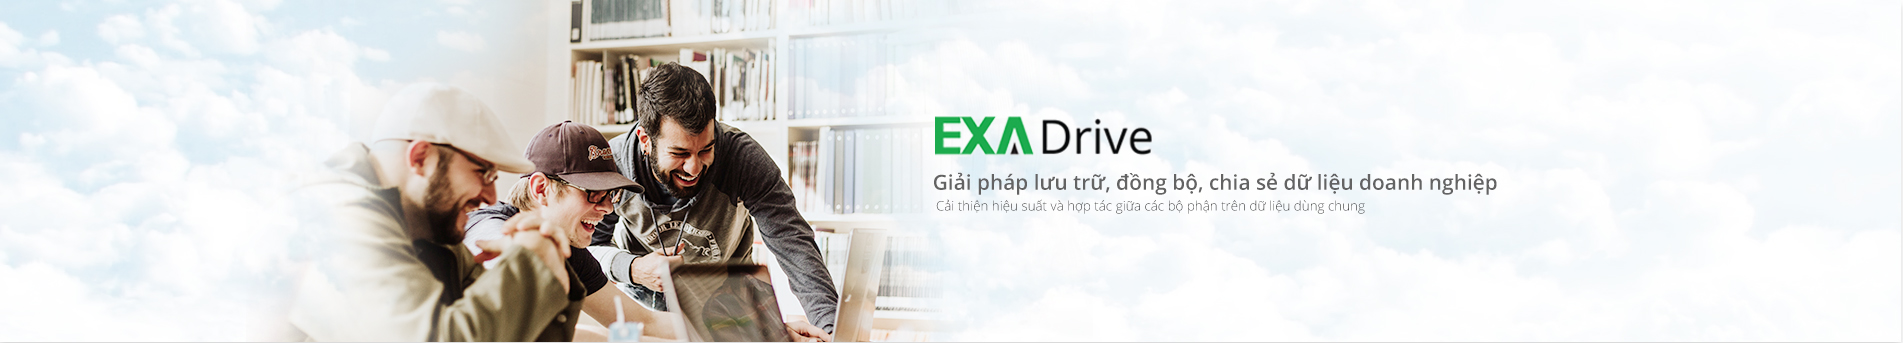 EXA Drive
Giải pháp lưu trữ, đồng bộ, chia sẻ dữ liệu doanh nghiệp
Cải thiện hiệu suất và hợp tác giữa các bộ phận trên dữ liệu dùng chung